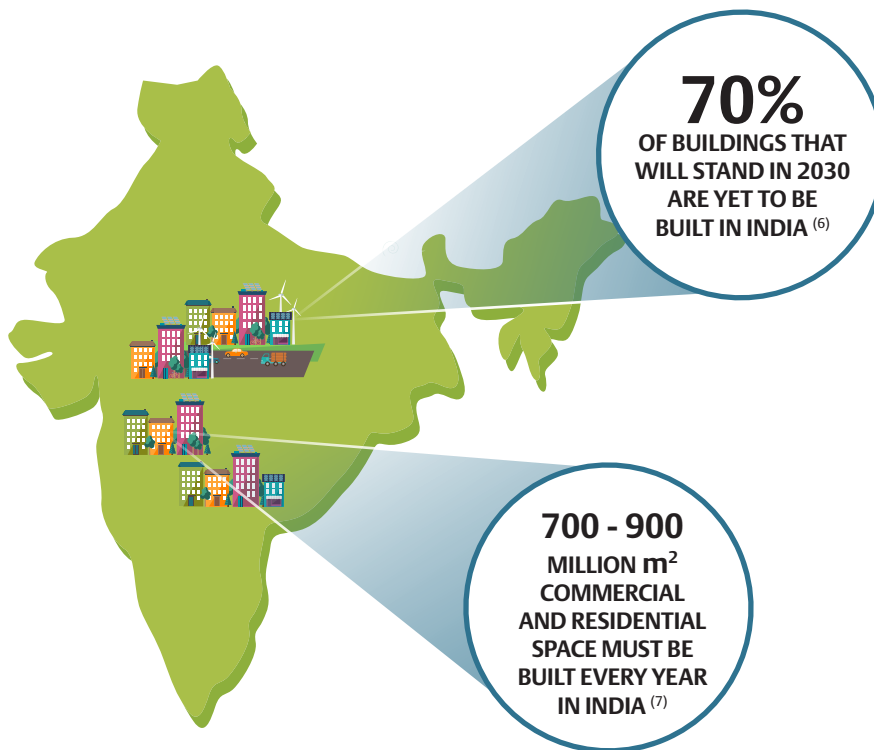 70%
OF BUILDINGS THAT
WILL STAND IN 2030
ARE YET TO BE
BUILT IN INDIA (6)
700 - 900
MILLION m²
COMMERCIAL
AND RESIDENTIAL
SPACE MUST BE
BUILT EVERY YEAR
IN INDIA (7)